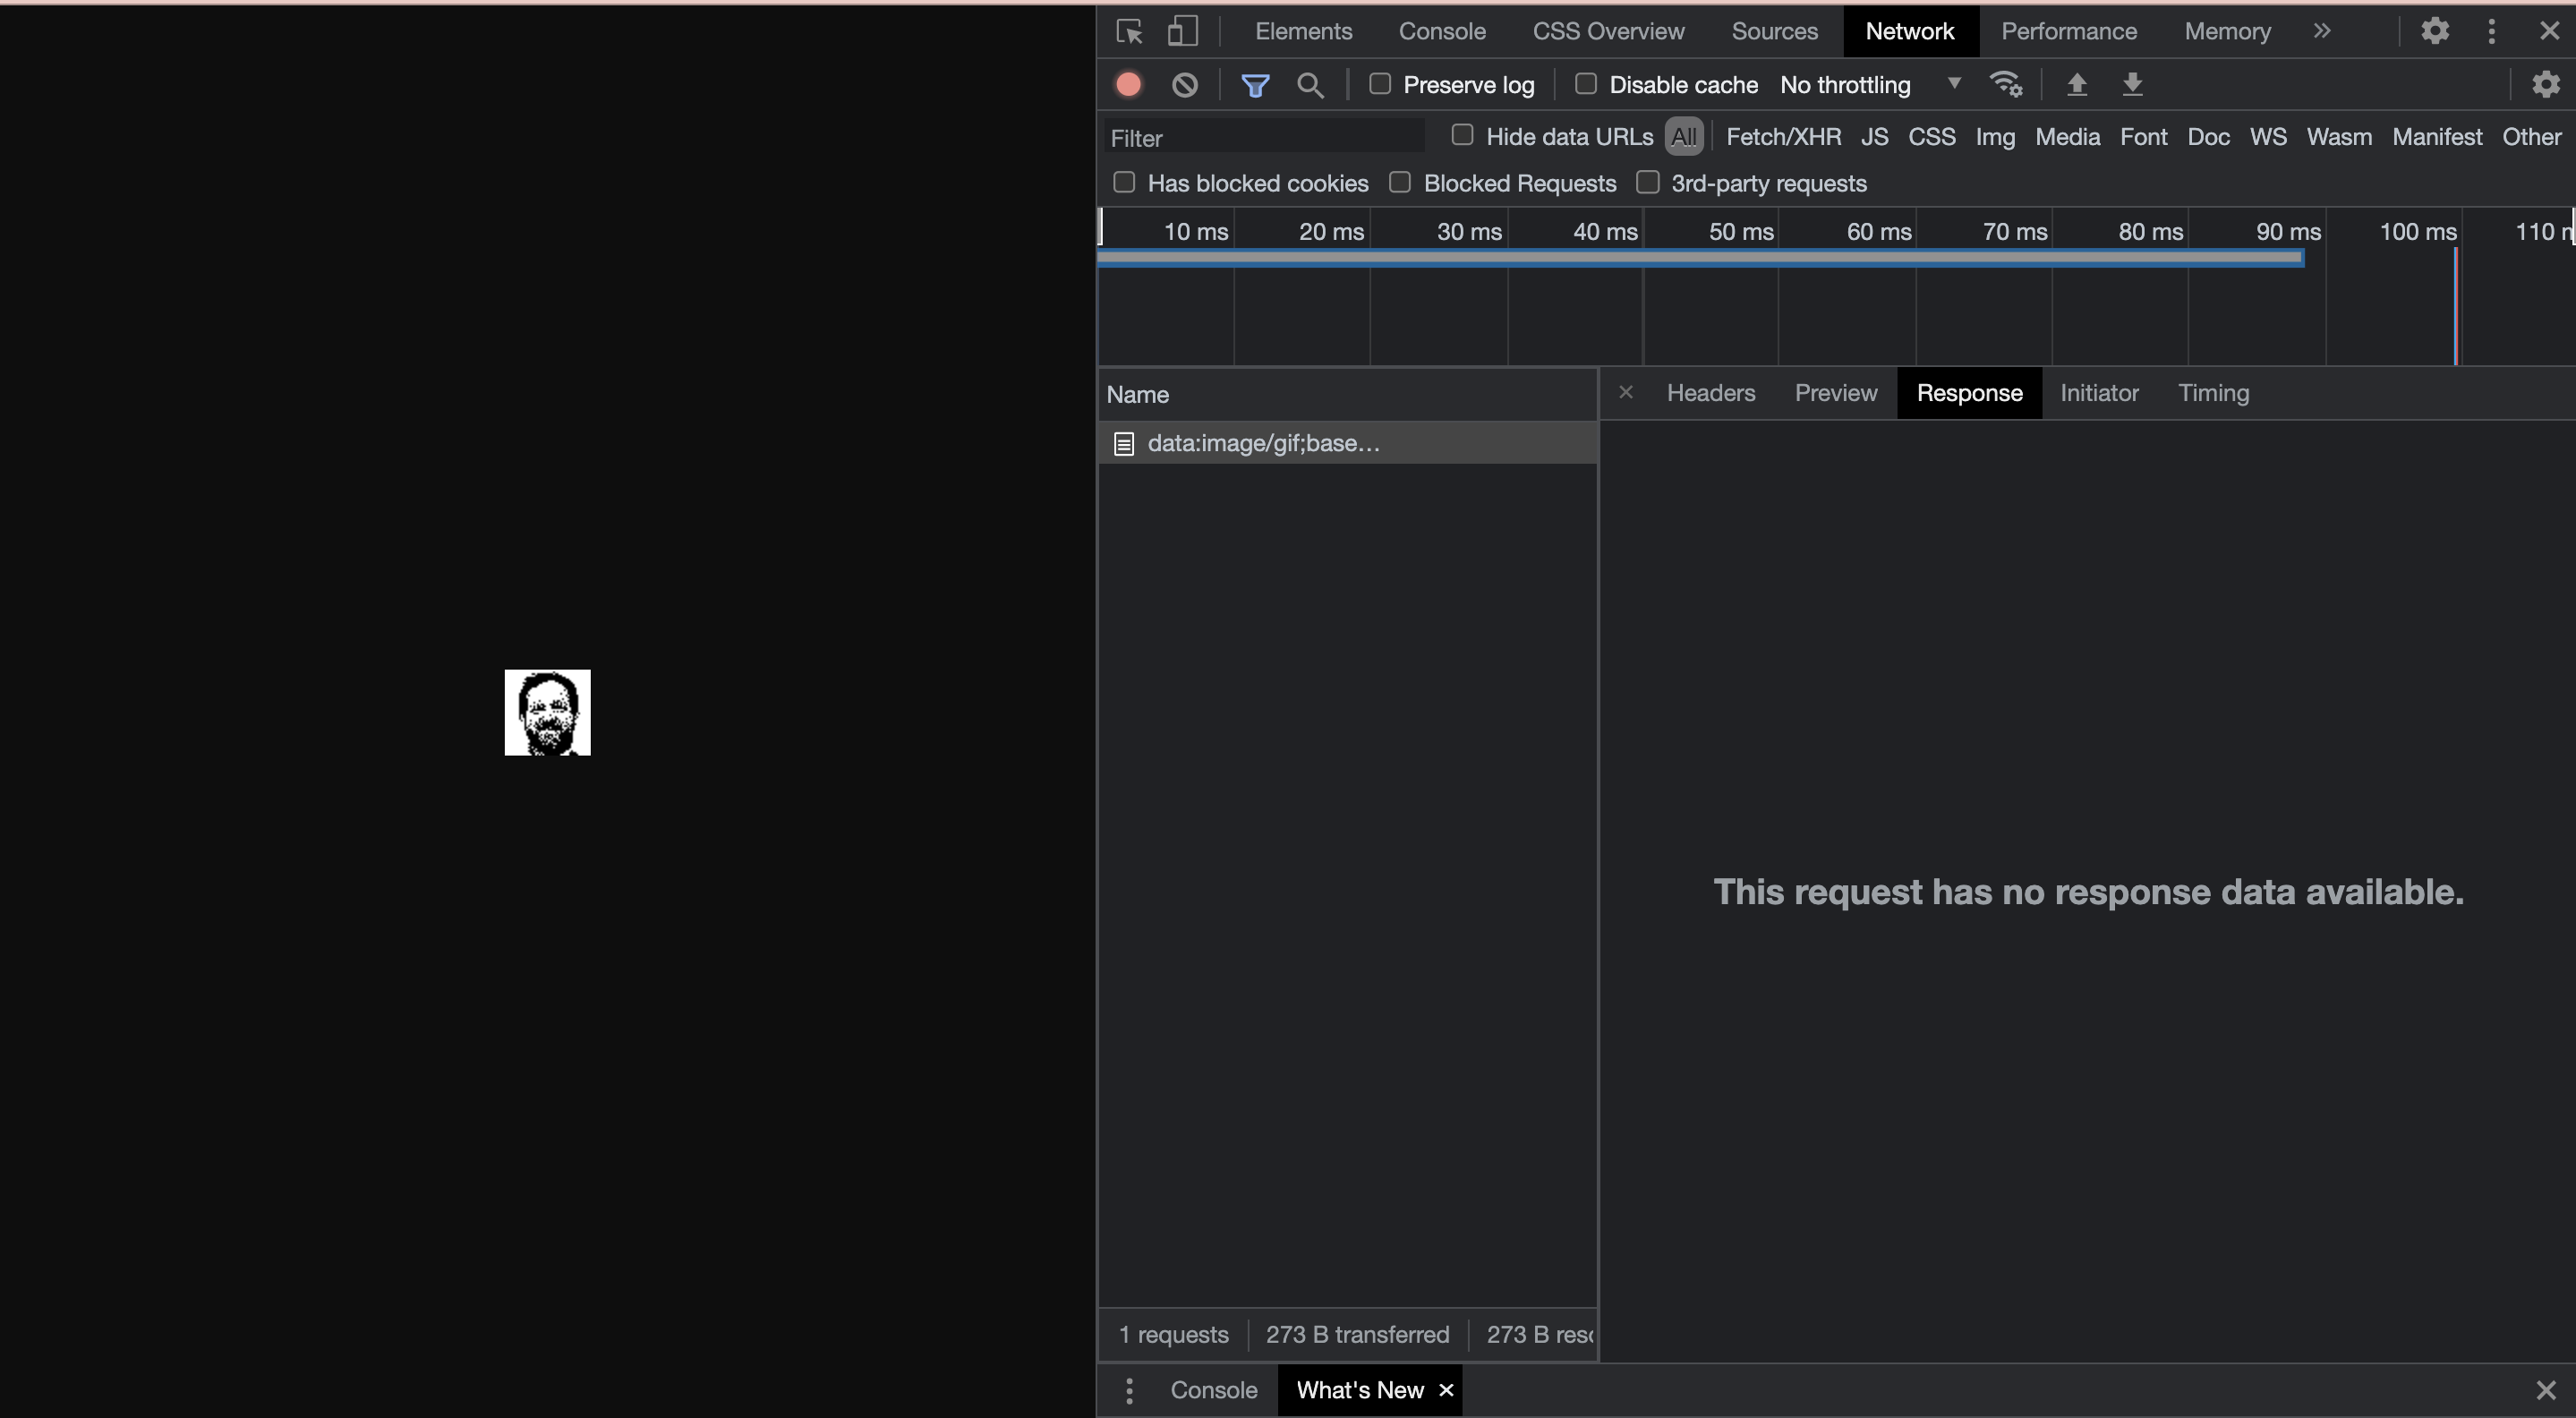 Elements Console CSS Overview Sources Network Performance Memory
Preserve log Disable cache No throttling
Filter Hide data URLs All Fetch/XHR JS CSS Img Media Font Doc WS Wasm Manifest Other
Has blocked cookies Blocked Requests 3rd-party requests
10 ms 20 ms 30 ms 40 ms 50 ms 60 ms 70 ms 80 ms 90 ms 100 ms 110
Name
Headers Preview Response Initiator Timing
data:image/gif;base…
This request has no response data available.
1 requests 273 B transferred 273 B
Console What's New